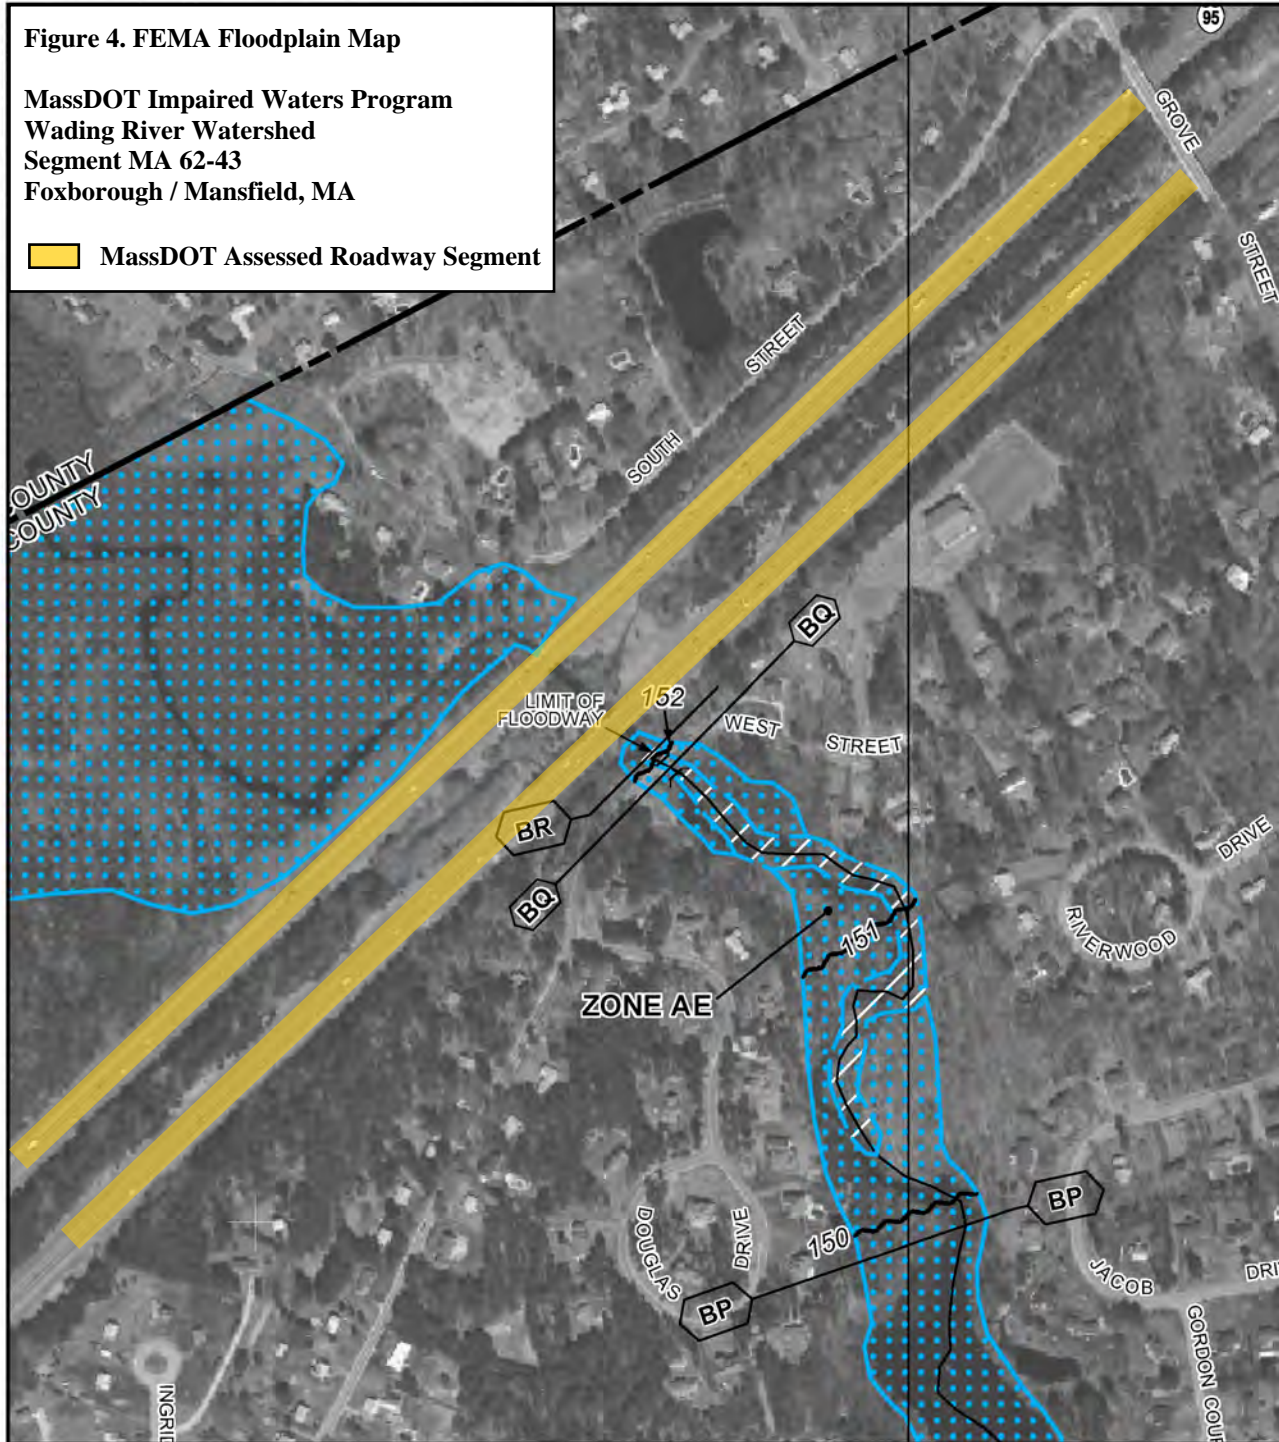 Figure 4. FEMA Floodplain Map
MassDOT Impaired Waters Program
Wading River Watershed
Segment MA 62-43
Foxborough / Mansfield, MA
MassDOT Assessed Roadway Segment
95
GROVE
STREET
STREET
SOUTH
COUNTY
COUNTY
BQ
152
LIMIT OF
FLOODWAY
WEST
STREET
BR
BQ
DRIVE
RIVERWOOD
151
ZONE AE
BP
150
DOUGLAS
DRIVE
BP
JACOB
DRI
GORDON COUR
INGRID